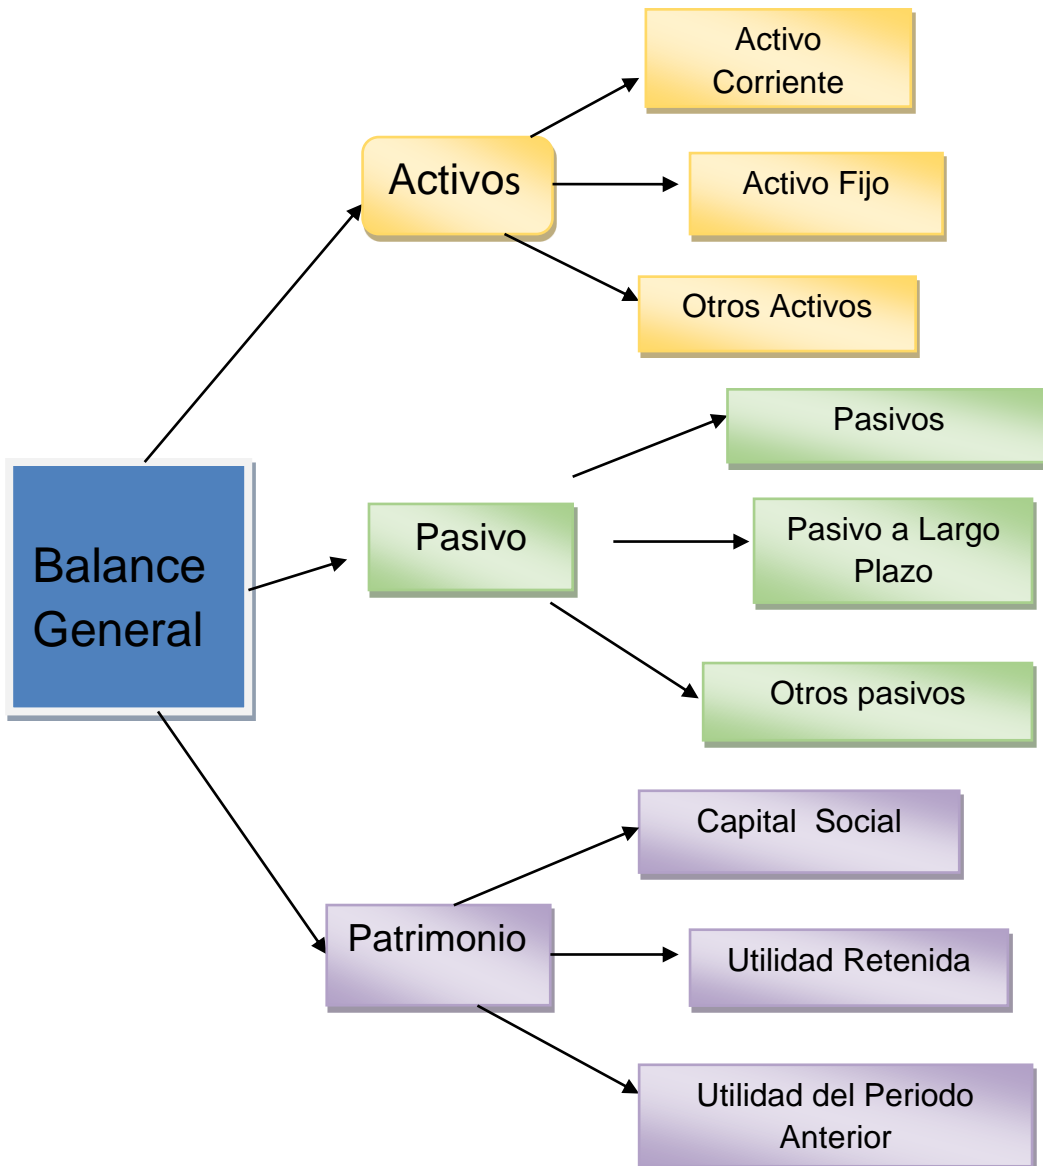 Balance
General
Activos
Activo
Corriente
Activo Fijo
Otros Activos
Pasivo
Pasivos
Pasivo a Largo
Plazo
Otros pasivos
Patrimonio
Capital Social
Utilidad Retenida
Utilidad del Periodo
Anterior